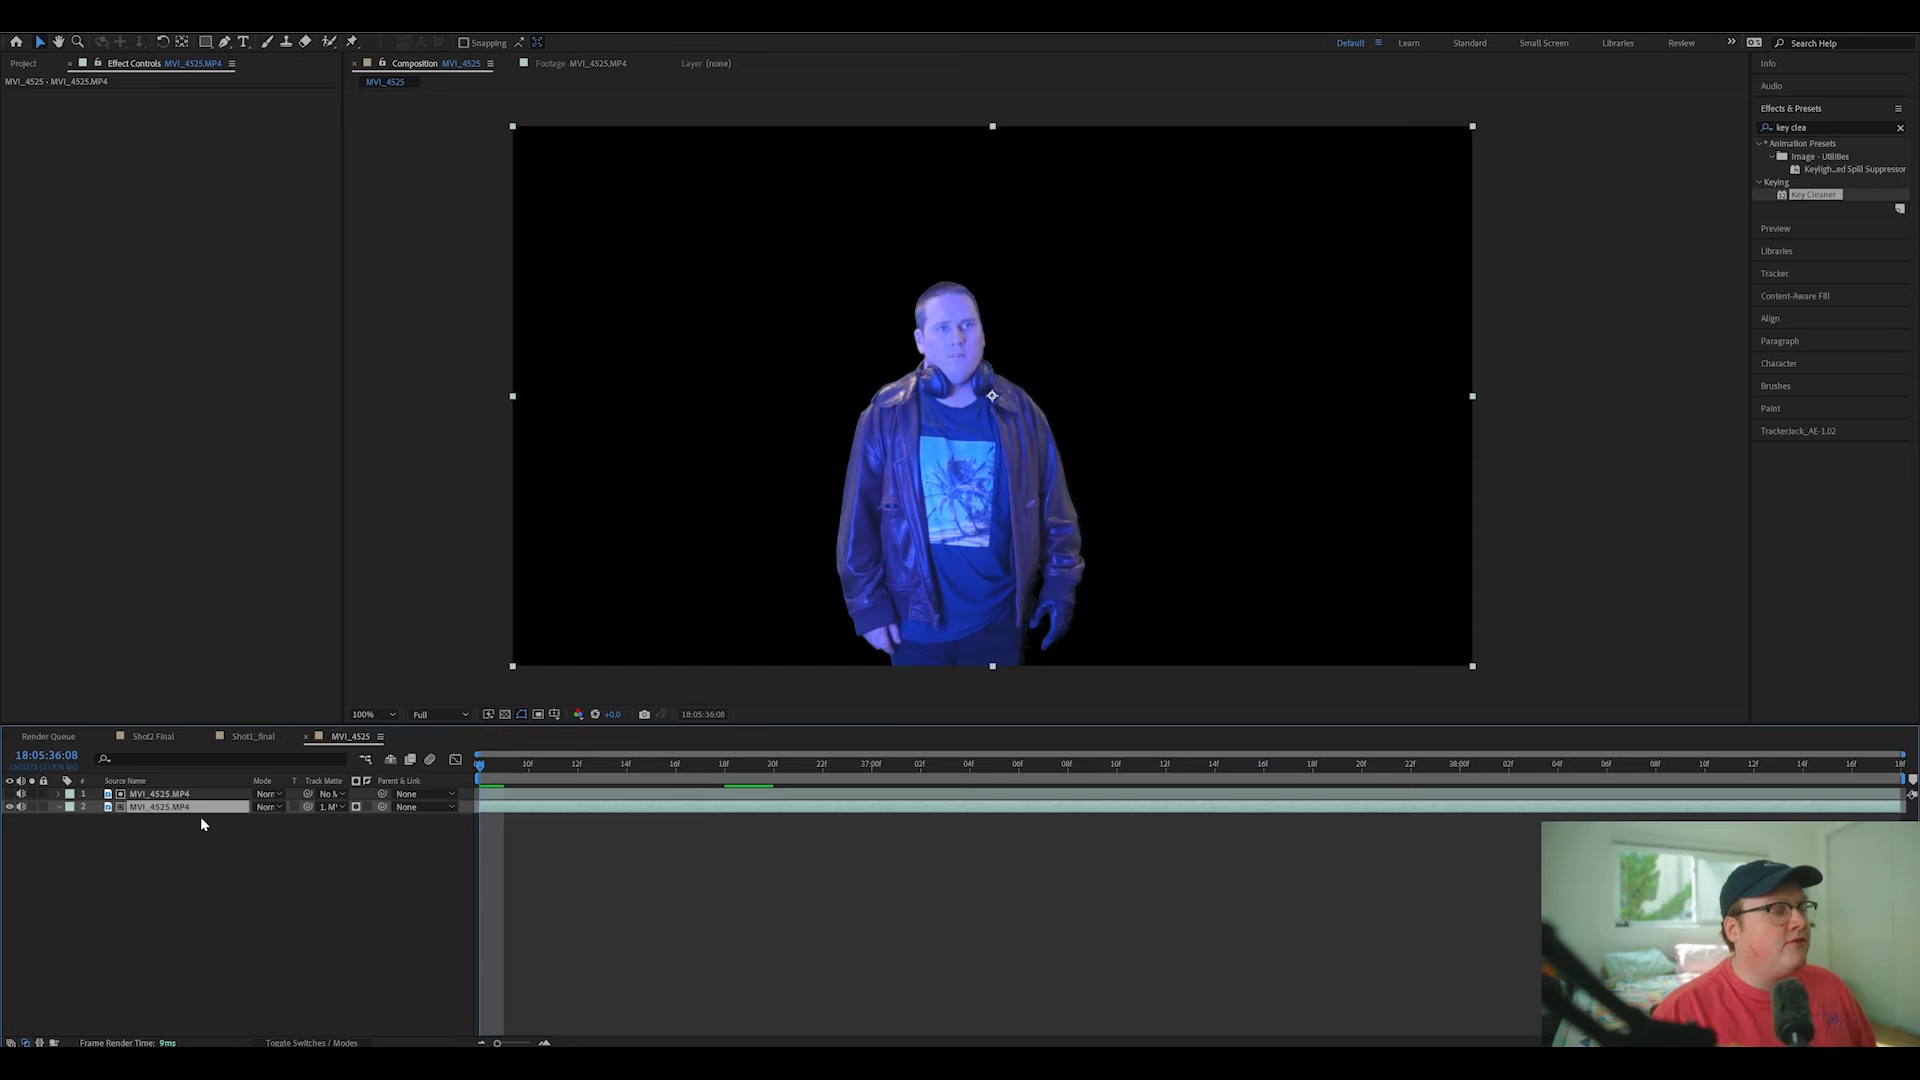 Snapping
Default
Learn
Standard
Small Screen
Libraries
Review
Search Help
Project
Effect Controls MVI_4525.MP4
Composition MVI_4525
Footage MVI_4525.MP4
Layer (none)
Info
MVI_4525 • MVI_4525.MP4
MVI_4525
Audio
Effects & Presets
key clea
* Animation Presets
Image - Utilities
Keyligh...ed Spill Suppressor
Keying
Key Cleaner
Preview
Libraries
Tracker
Content-Aware Fill
Align
Paragraph
Character
Brushes
Paint
TrackerJack_AE-1.02
100%
Full
+0.0
18:05:36:08
Render Queue
Shot2 Final
Shot1_final
MVI_4525
18:05:36:08
10f 12f 14f 16f 18f 20f 22f 37:00f 02f 04f 06f 08f 10f 12f 14f 16f 18f 20f 22f 38:00f 02f 04f 06f 08f 10f 12f 14f 16f 18f
# Source Name Mode T Track Matte Parent & Link
1 MVI_4525.MP4 Norr No M None
2 MVI_4525.MP4 Norr 1. M None
Frame Render Time: 9ms
Toggle Switches / Modes